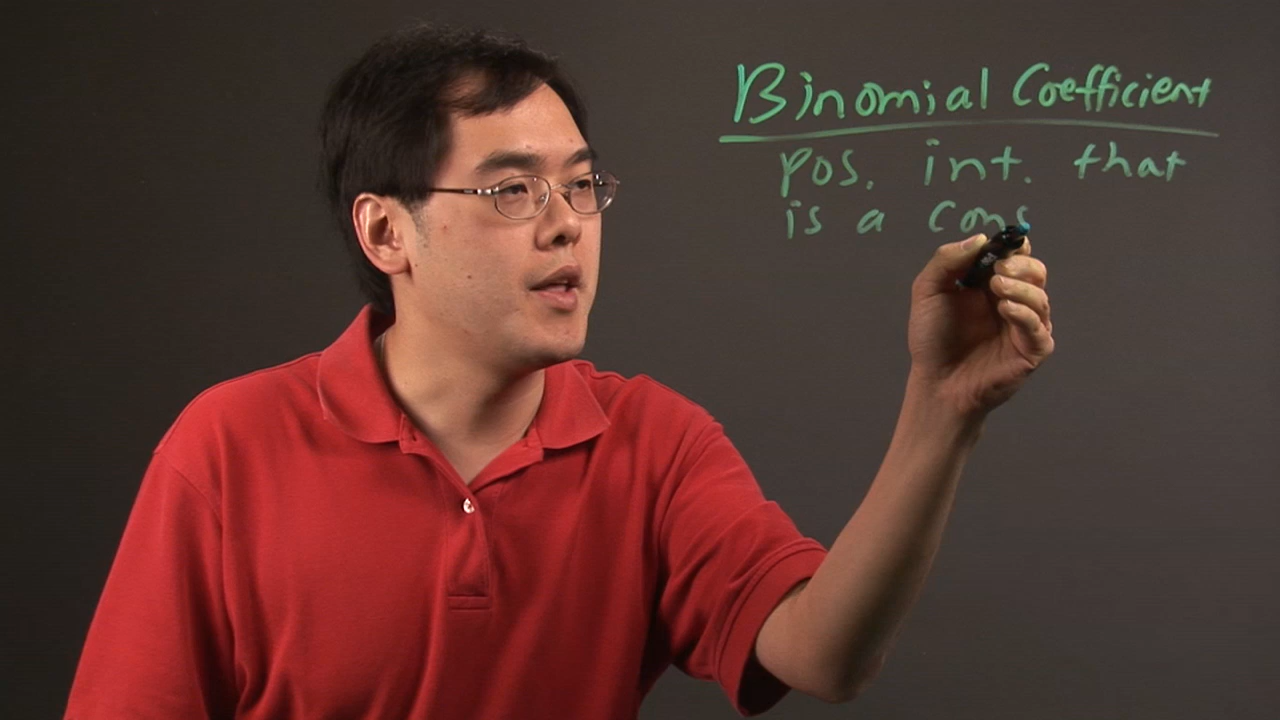 Binomial Coefficient
pos. int. that
is a cons